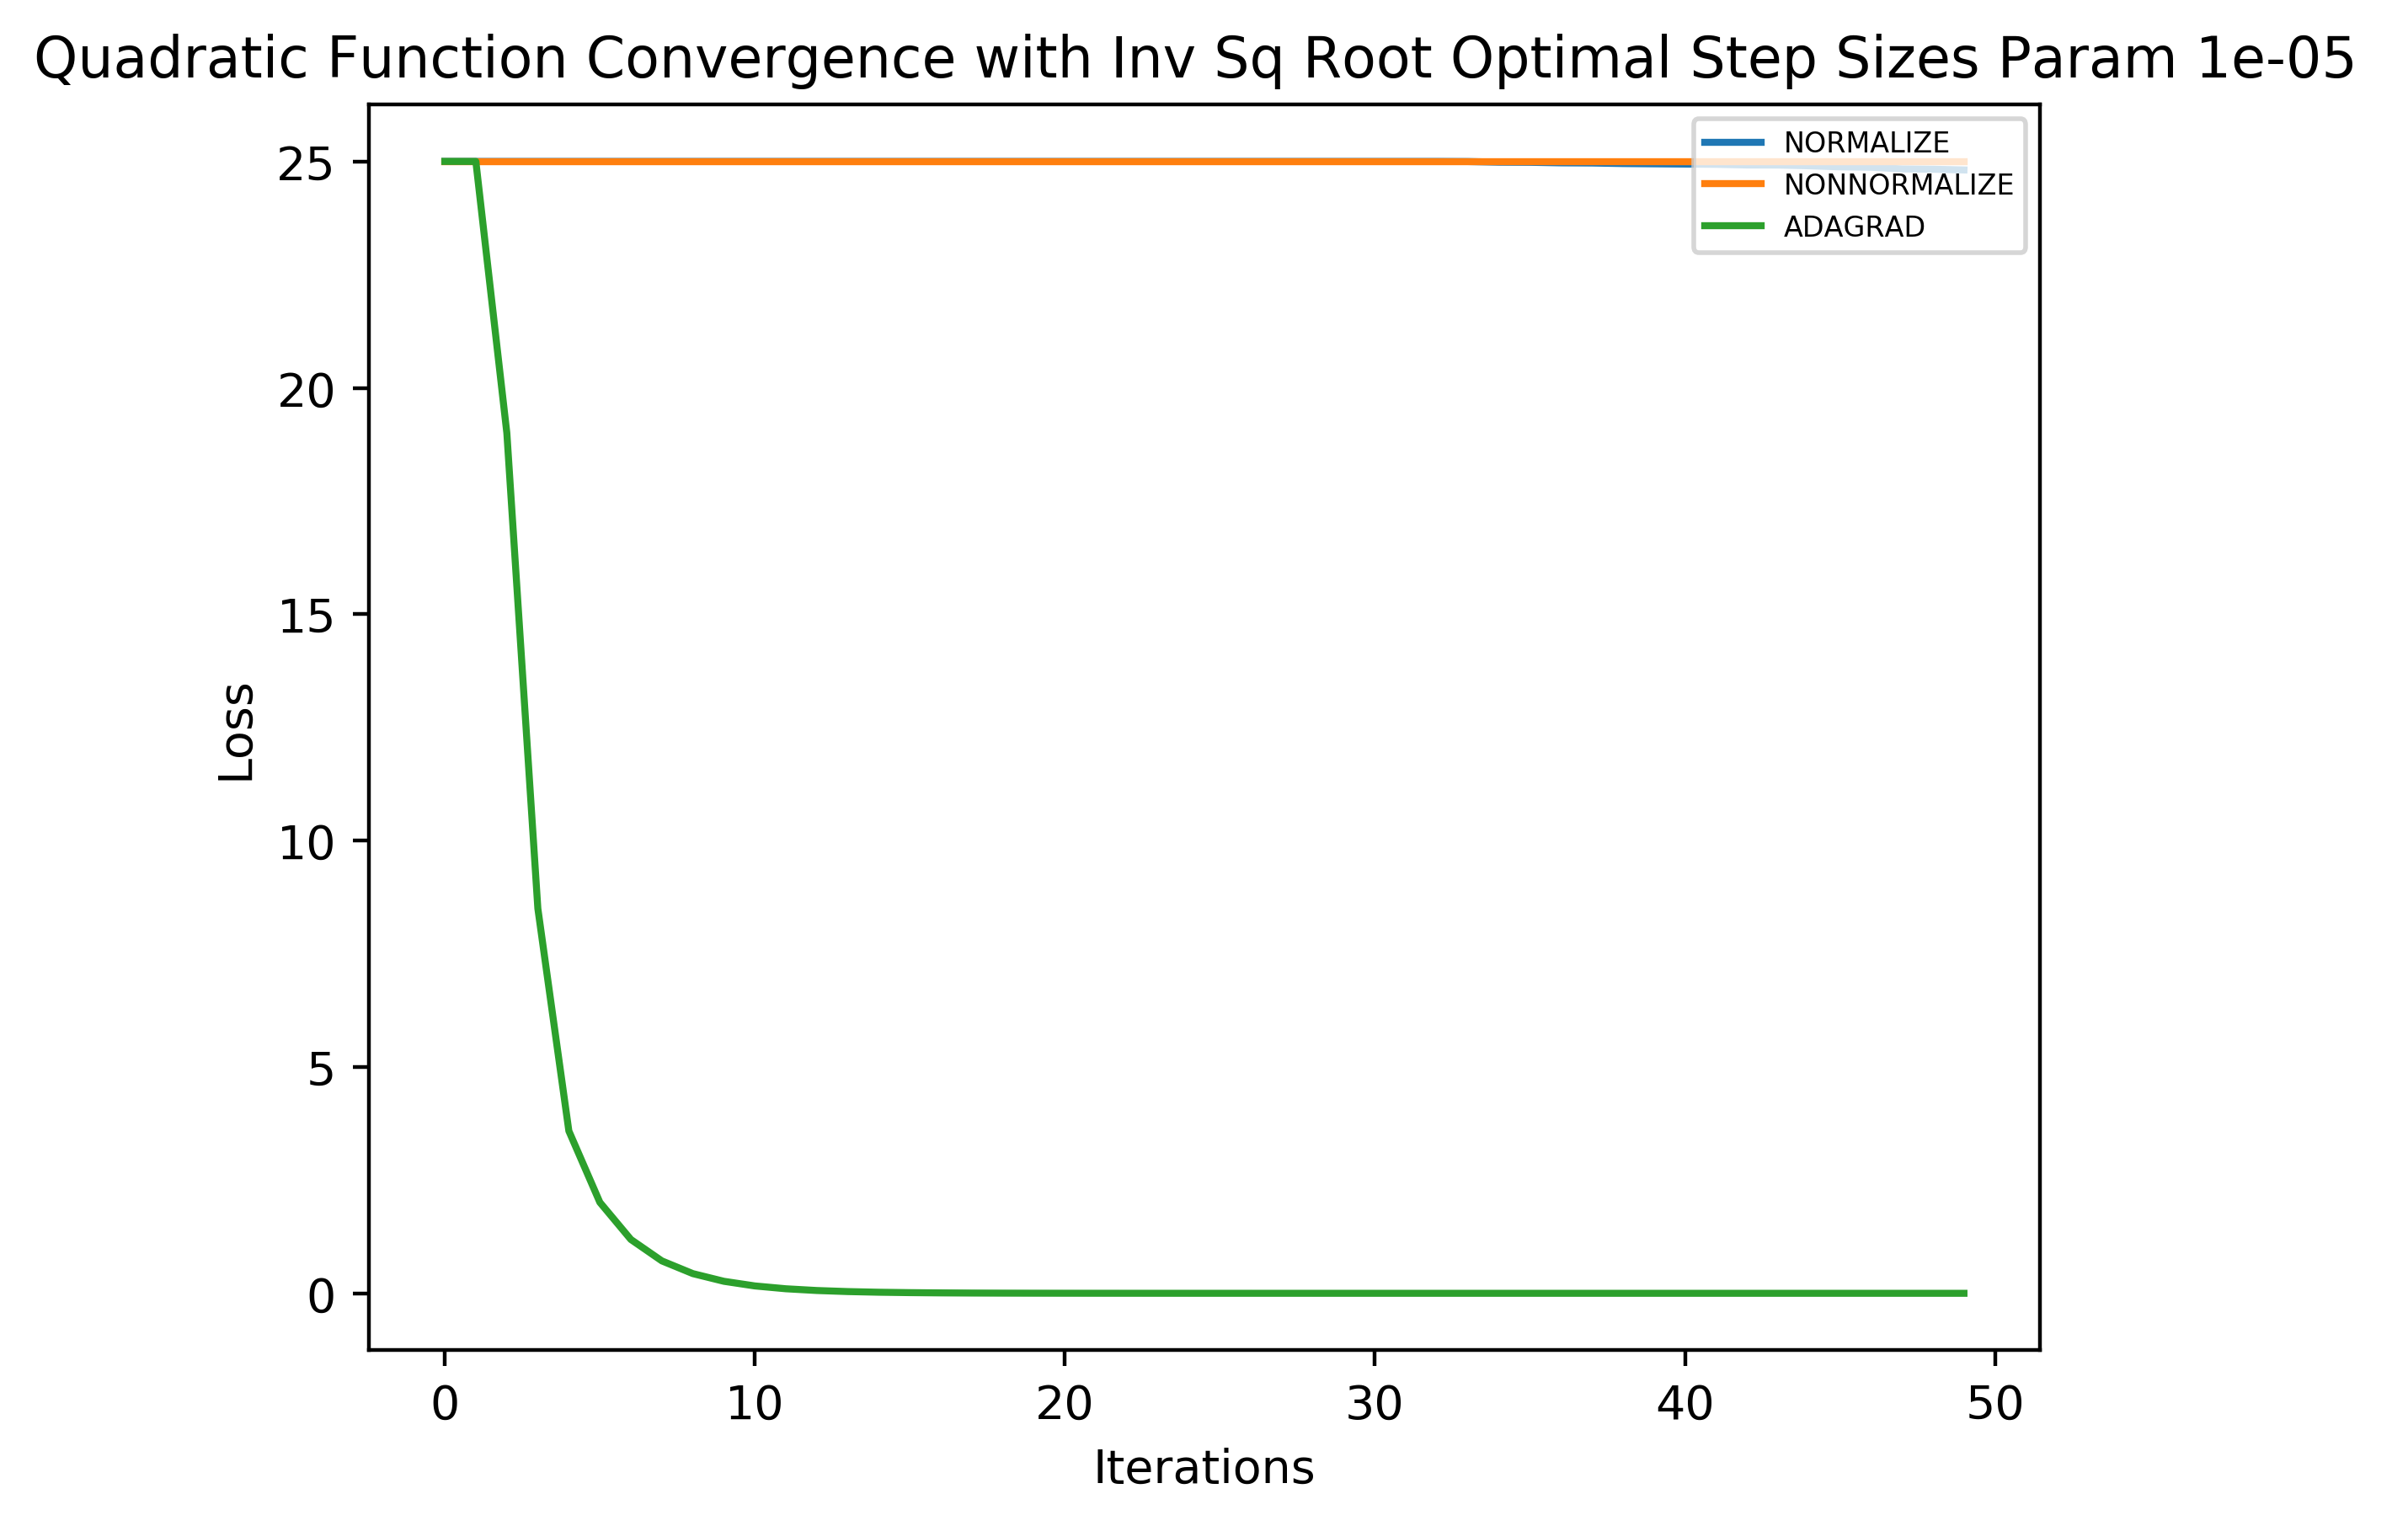 Quadratic Function Convergence with Inv Sq Root Optimal Step Sizes Param 1e-05
NORMALIZE
NONNORMALIZE
ADAGRAD
25
20
15
10
5
0
Loss
0 10 20 30 40 50
Iterations